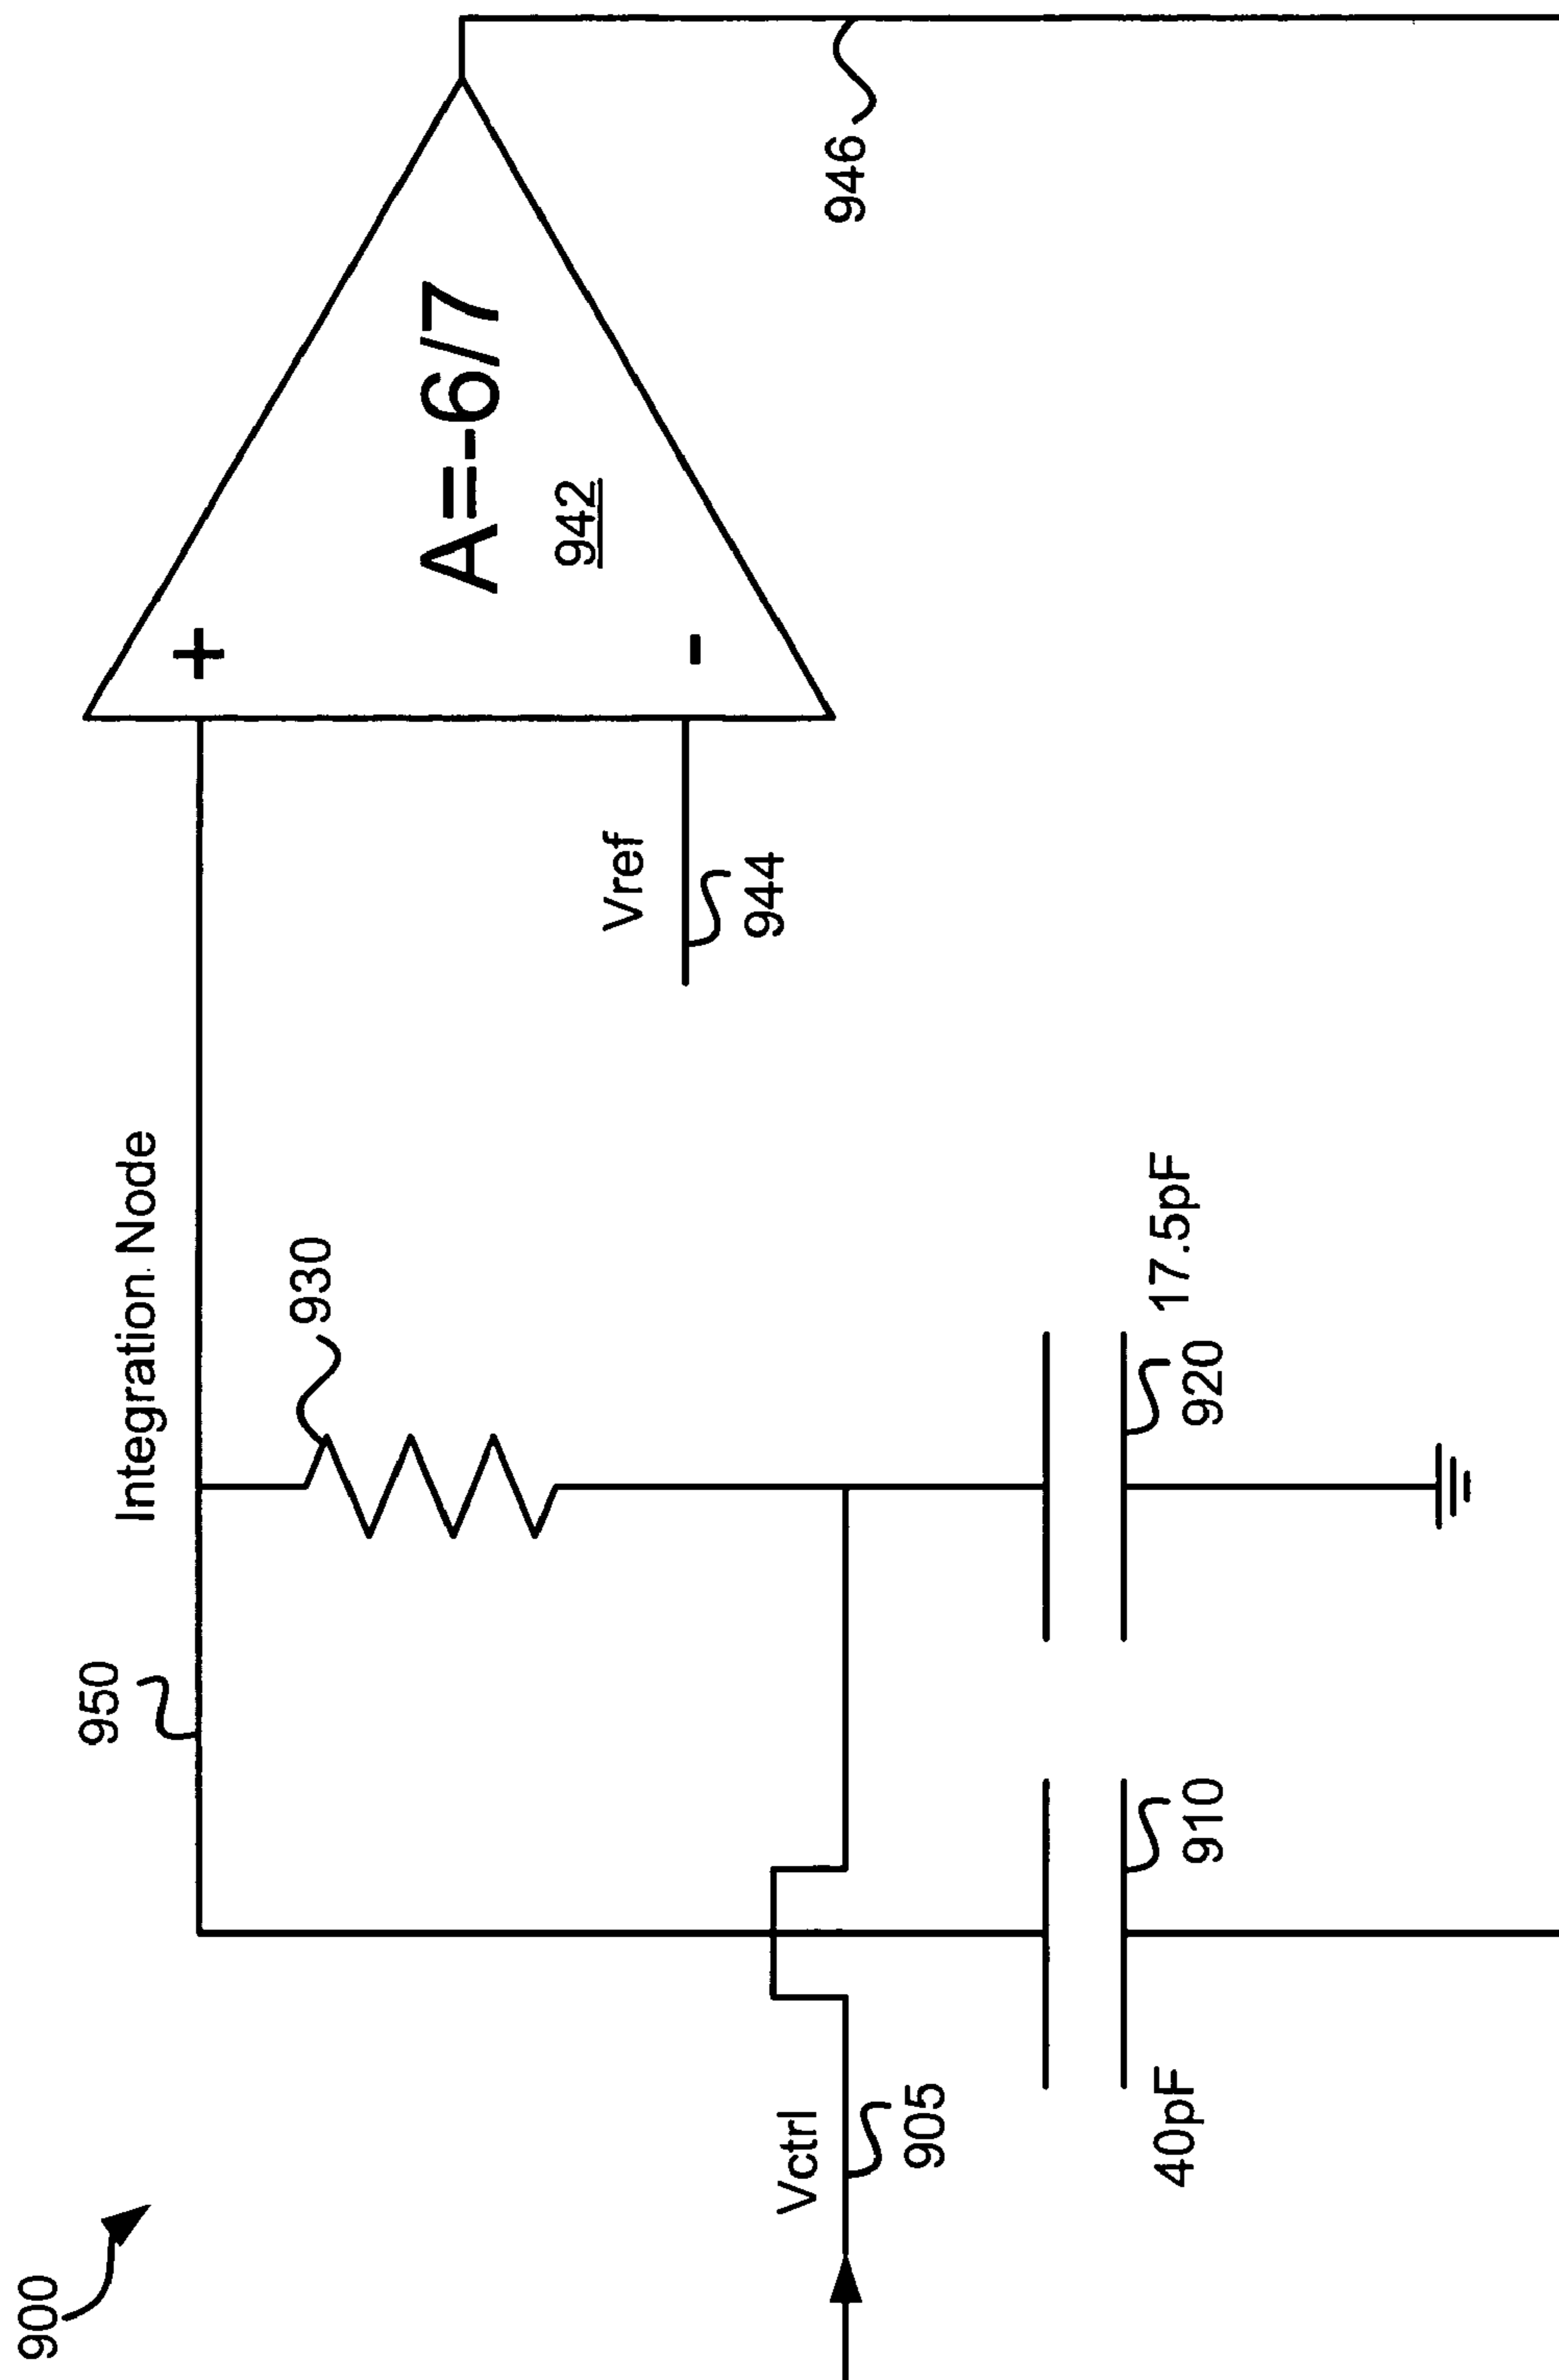 900
950
Integration Node
930
+
A=-6/7
942
-
Vref
944
Vctrl
905
946
40pF
910
920
17.5pF